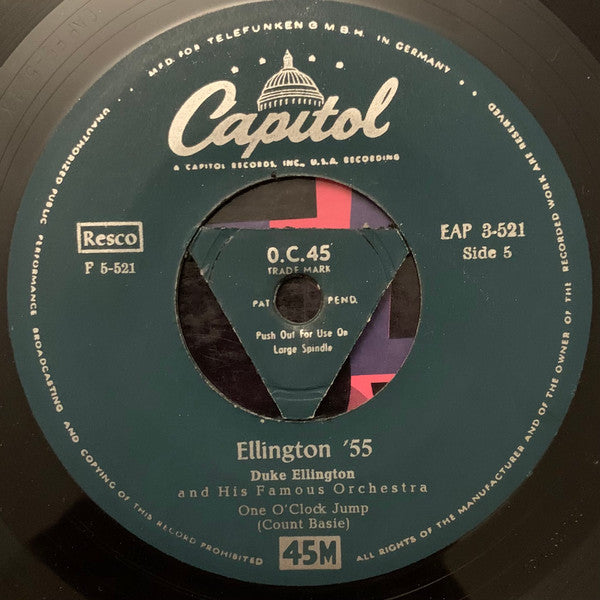 MFD. FOR TELEFUNKEN G M B H. IN GERMANY
Capitol
A CAPITOL RECORDS, INC., U.S.A. RECORDING
Resco
F 5-521
EAP 3-521
Side 5
O.C.45
TRADE MARK
PAT PEND.
Push Out For Use On
Large Spindle
Ellington '55
Duke Ellington
and His Famous Orchestra
One O'Clock Jump
(Count Basie)
45M
UNAUTHORIZED PUBLIC PERFORMANCE BROADCASTING AND COPYING OF THIS RECORD PROHIBITED
ALL RIGHTS OF THE MANUFACTURER AND OF THE OWNER OF THE RECORDED WORK ARE RESERVED